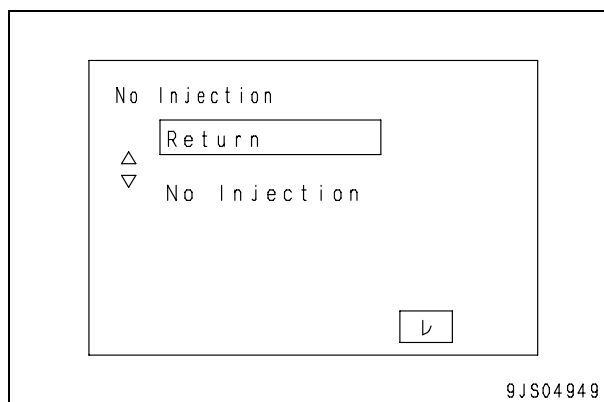 No Injection
Return
△
▽
No Injection
レ
9JS04949